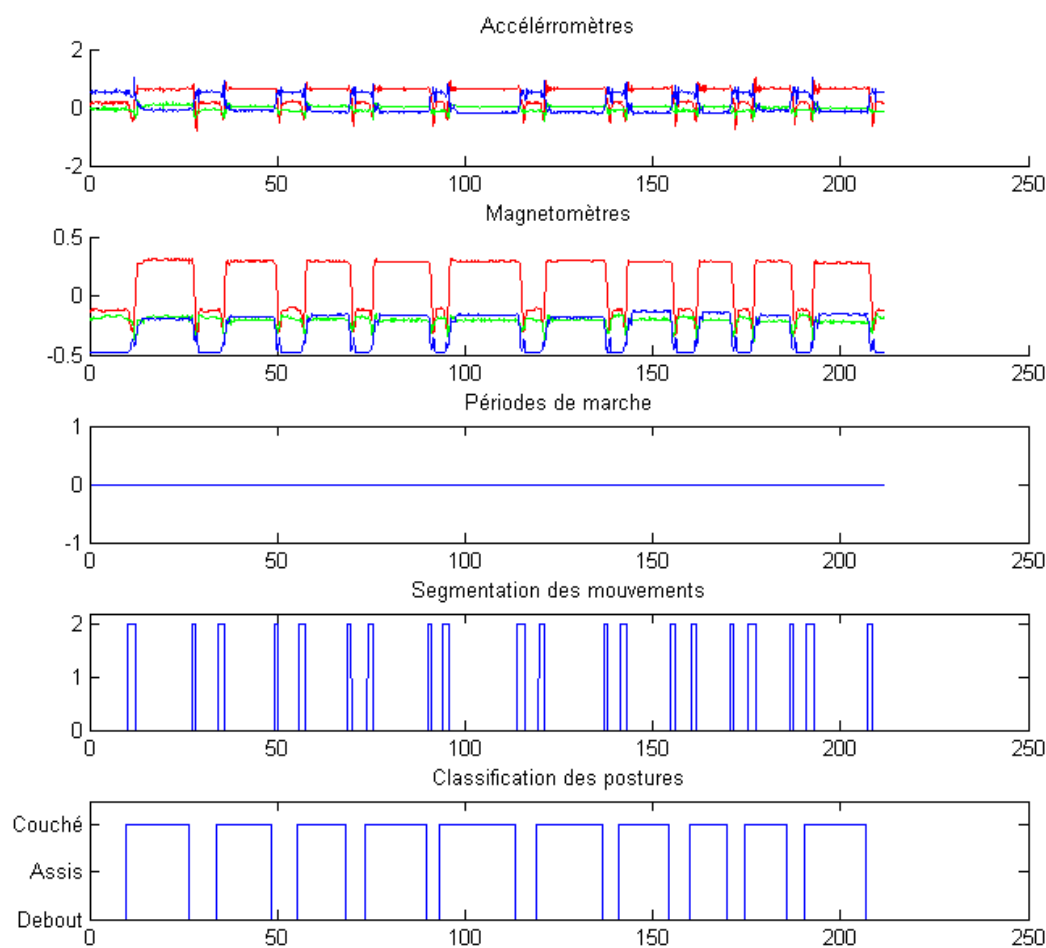 Accélérromètres
2
0
-2
0 50 100 150 200 250
Magnetomètres
0.5
0
-0.5
0 50 100 150 200 250
Périodes de marche
1
0
-1
0 50 100 150 200 250
Segmentation des mouvements
2
1
0
0 50 100 150 200 250
Classification des postures
Couché
Assis
Debout
0 50 100 150 200 250